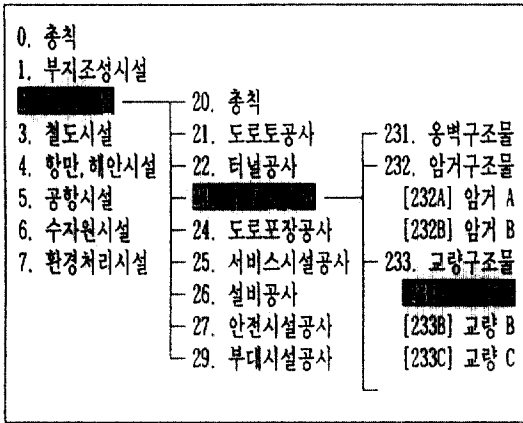 0. 총칙
1. 부지조성시설
3. 철도시설
4. 항만,해안시설
5. 공항시설
6. 수자원시설
7. 환경처리시설
20. 총칙
21. 도로토공사
22. 터널공사
24. 도로포장공사
25. 서비스시설공사
26. 설비공사
27. 안전시설공사
29. 부대시설공사
231. 옹벽구조물
232. 암거구조물
[232A] 암거 A
[232B] 암거 B
233. 교량구조물
[233B] 교량 B
[233C] 교량 C